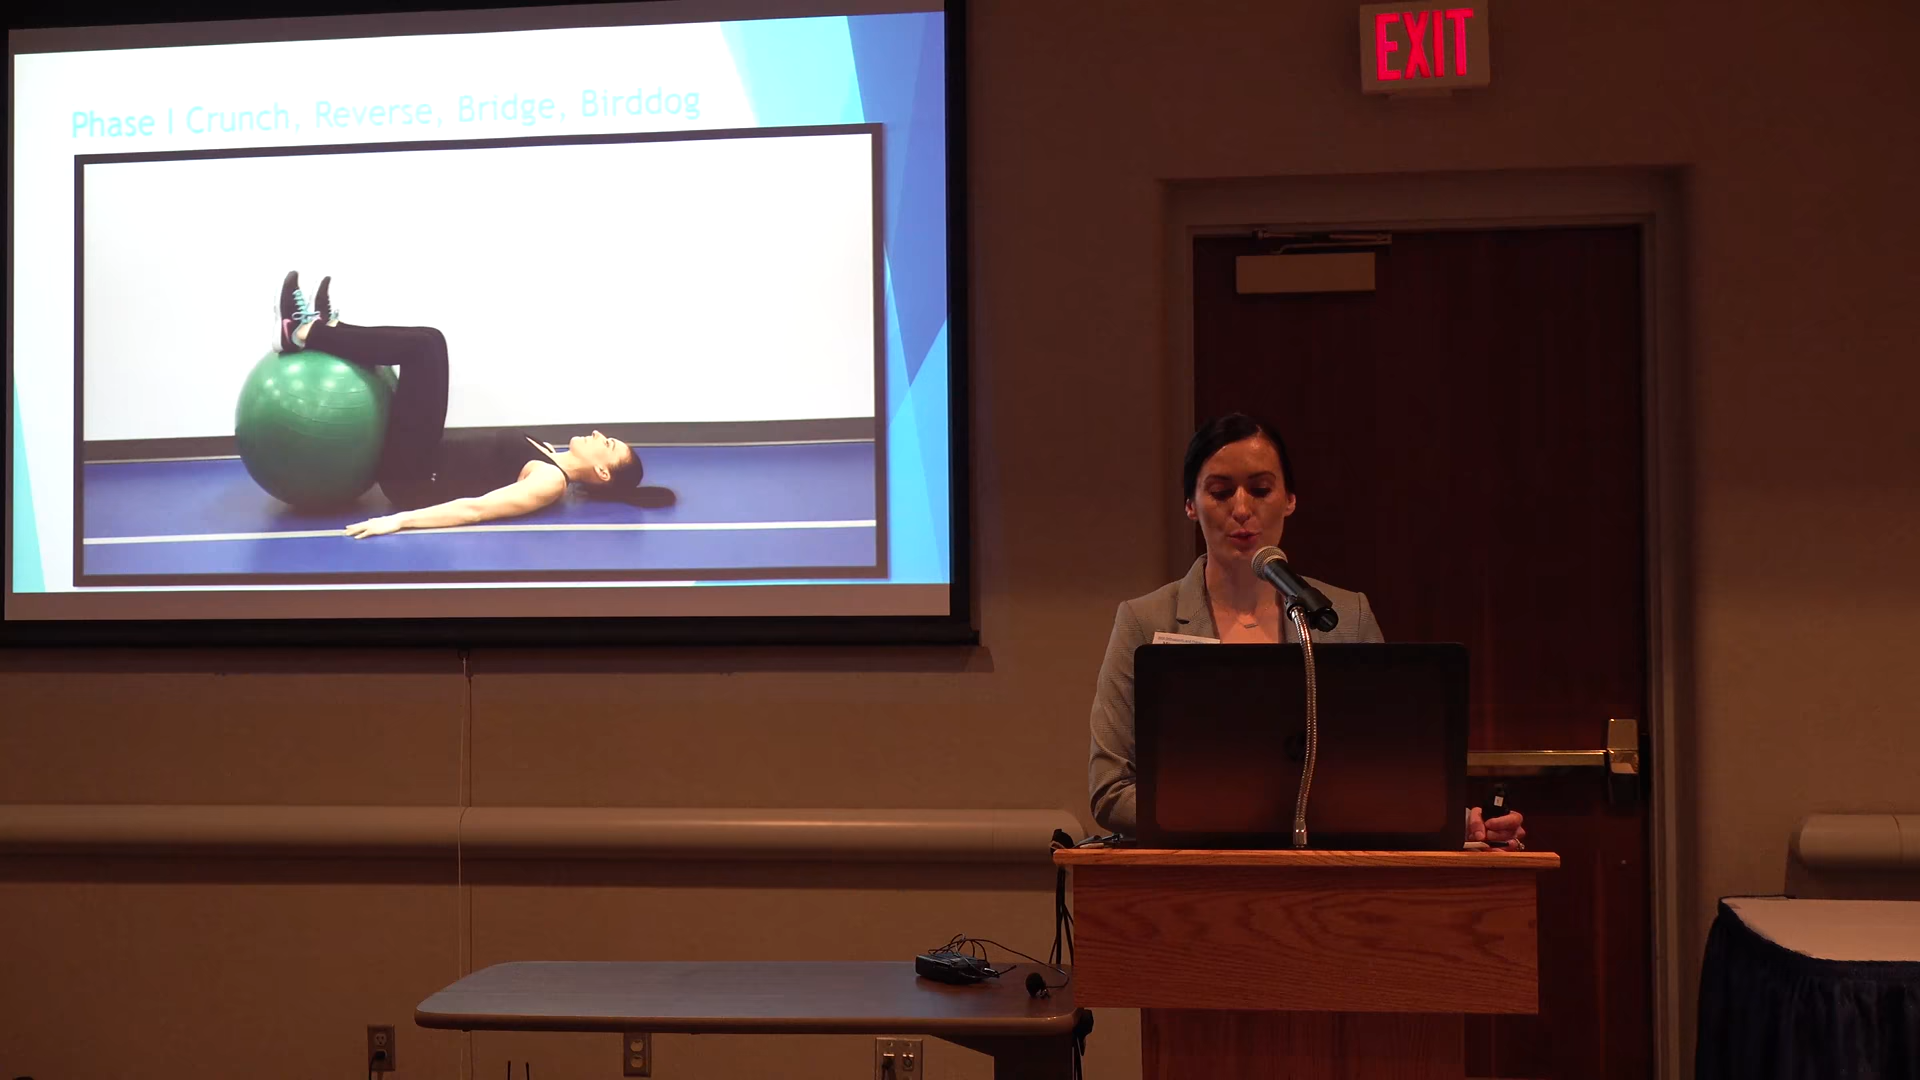 Phase I Crunch, Reverse, Bridge, Birddog
EXIT